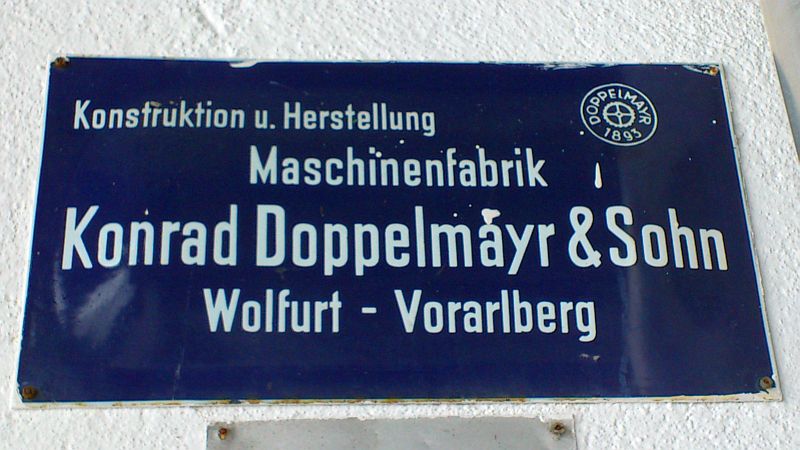 Konstruktion u. Herstellung
DOPPELMAYR
1893
Maschinenfabrik
Konrad Doppelmayr & Sohn
Wolfurt - Vorarlberg